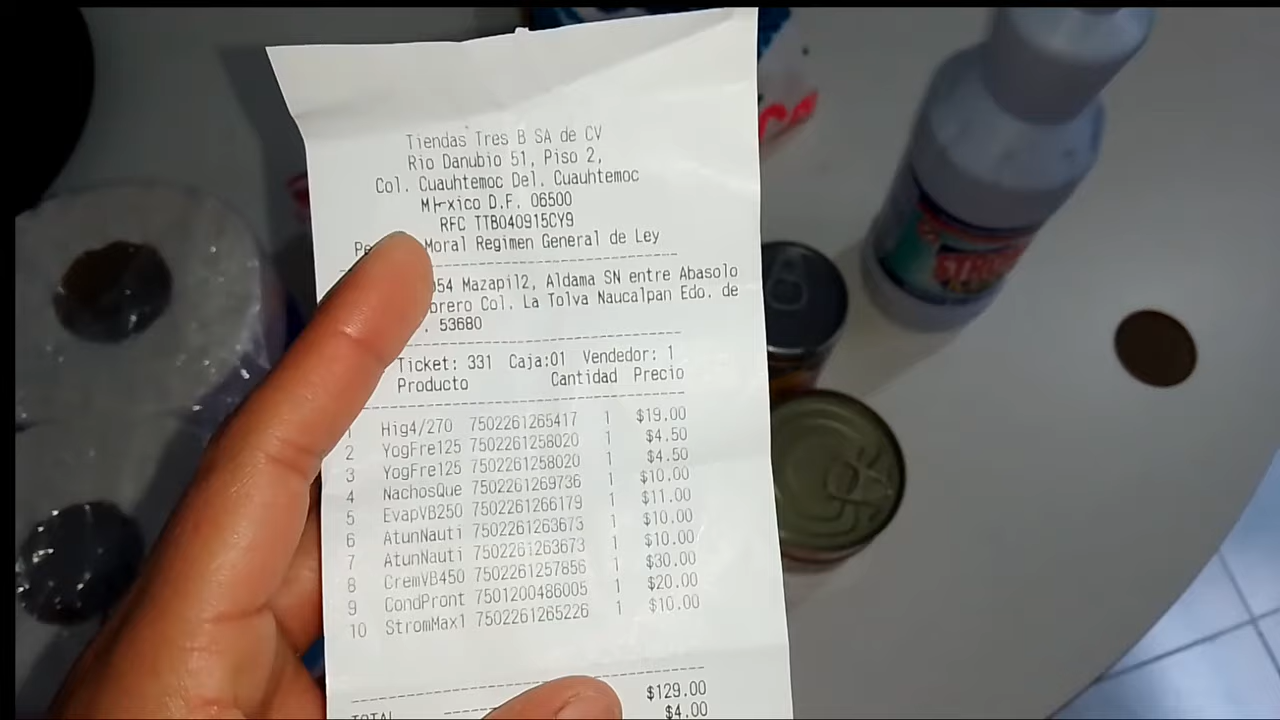 Tiendas Tres B SA de CV
Rio Danubio 51, Piso 2,
Col. Cuauhtemoc Del. Cuauhtemoc
M├xico D.F. 06500
RFC TTB040915CY9
Moral Regimen General de Ley
Mazapil2, Aldama SN entre Abasolo
Col. La Tolva Naucalpan Edo. de
53680
Ticket: 331 Caja:01 Vendedor: 1
Producto Cantidad Precio
1 Hig4/270 7502261265417 1 $19.00
2 YogFre125 7502261258020 1 $4.50
3 YogFre125 7502261258020 1 $4.50
4 NachosQue 7502261269736 1 $10.00
5 EvapVB250 7502261266179 1 $11.00
6 AtunNauti 7502261263673 1 $10.00
7 AtunNauti 7502261263673 1 $10.00
8 CremVB450 7502261257856 1 $30.00
9 CondPront 7501200486005 1 $20.00
10 StromMax1 7502261265226 1 $10.00
TOTAL $129.00
$4.00